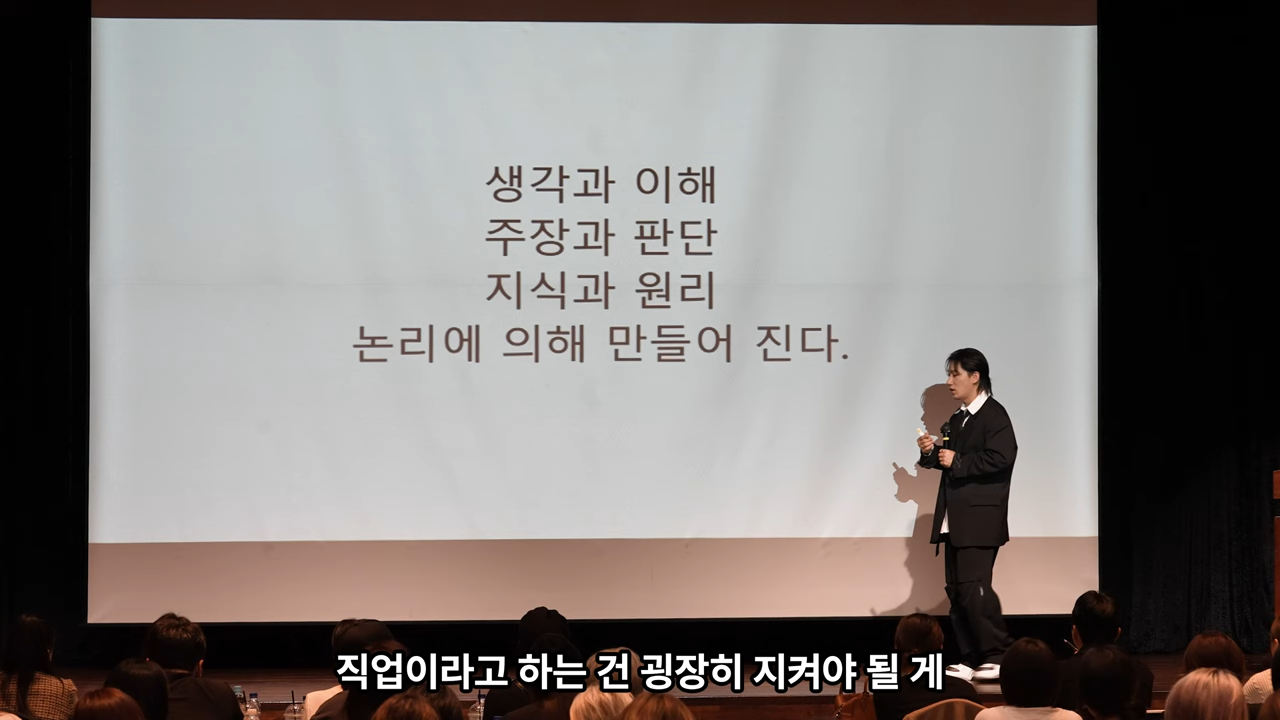 생각과 이해
주장과 판단
지식과 원리
논리에 의해 만들어 진다.
직업이라고 하는 건 굉장히 지켜야 될 게